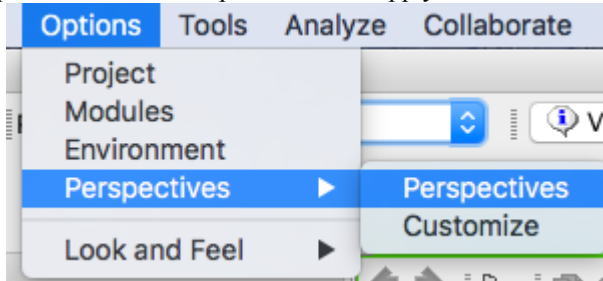 Options Tools Analyze Collaborate
Project
Modules
Environment
Perspectives
Look and Feel
Perspectives
Customize